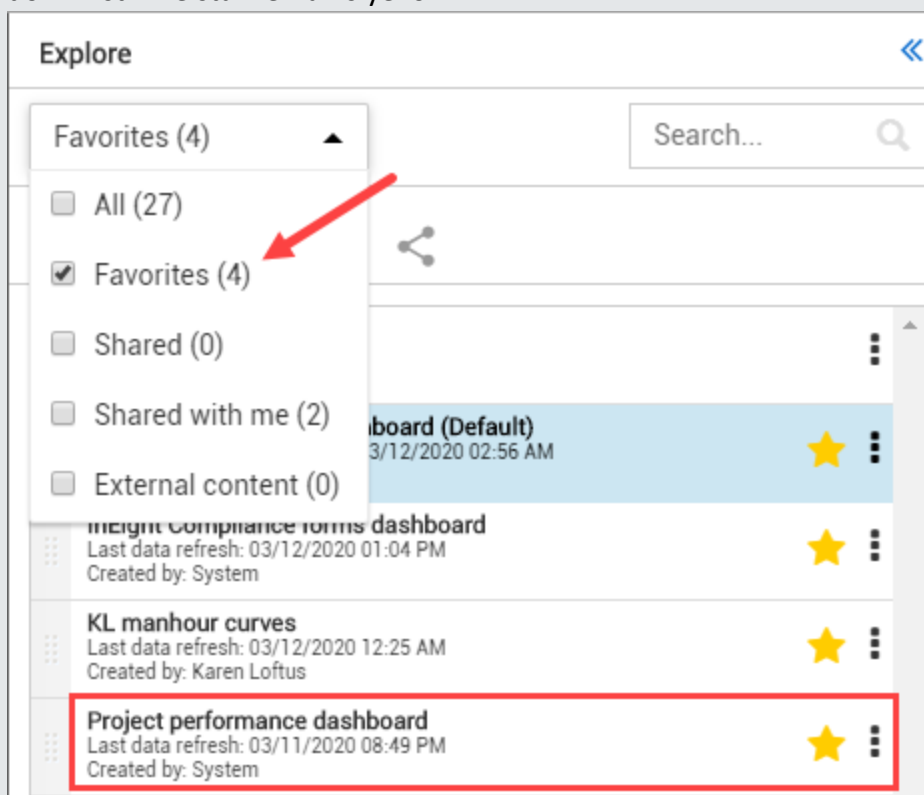 Explore
Favorites (4)
Search...
All (27)
Favorites (4)
Shared (0)
Shared with me (2)
External content (0)
board (Default)
3/12/2020 02:56 AM
InEight Compliance forms dashboard
Last data refresh: 03/12/2020 01:04 PM
Created by: System
KL manhour curves
Last data refresh: 03/12/2020 12:25 AM
Created by: Karen Loftus
Project performance dashboard
Last data refresh: 03/11/2020 08:49 PM
Created by: System